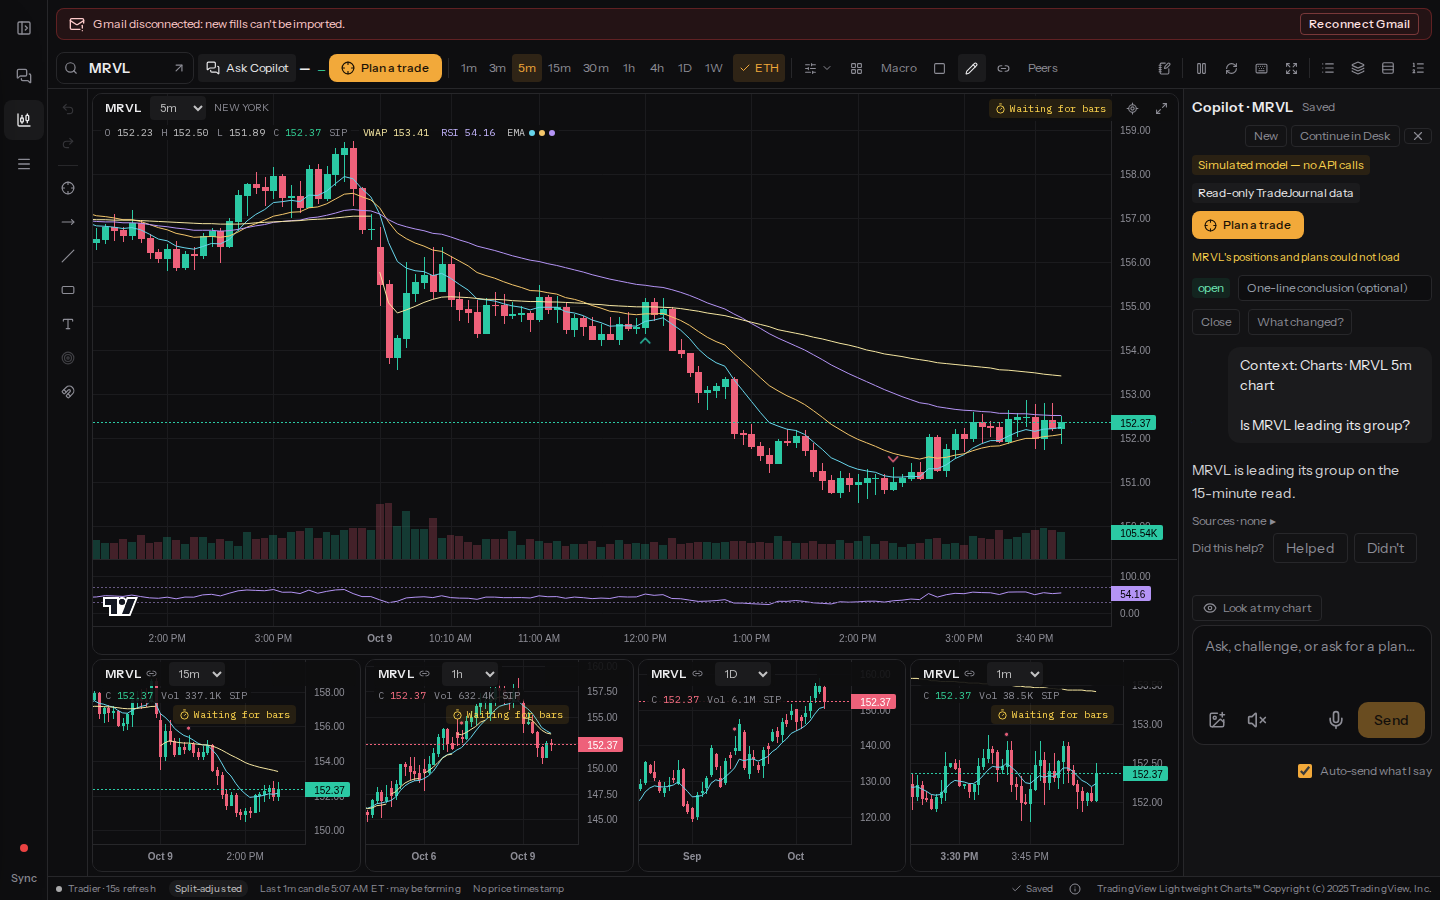 Gmail disconnected: new fills can't be imported.
Reconnect Gmail
MRVL
Ask Copilot
Plan a trade
1m 3m 5m 15m 30m 1h 4h 1D 1W
ETH
Macro
Peers
MRVL 5m NEW YORK
Waiting for bars
O 152.23 H 152.50 L 151.89 C 152.37 SIP VWAP 153.41 RSI 54.16 EMA
159.00
158.00
157.00
156.00
155.00
154.00
153.00
152.37
152.00
151.00
105.54K
100.00
54.16
0.00
2:00 PM 3:00 PM Oct 9 10:10 AM 11:00 AM 12:00 PM 1:00 PM 2:00 PM 3:00 PM 3:40 PM
MRVL 15m
C 152.37 Vol 337.1K SIP
Waiting for bars
158.00
156.00
154.00
152.37
150.00
Oct 9 2:00 PM
MRVL 1h
C 152.37 Vol 632.4K SIP
Waiting for bars
157.50
155.00
152.37
150.00
147.50
145.00
Oct 6 Oct 9
MRVL 1D
C 152.37 Vol 6.1M SIP
152.37
150.00
140.00
130.00
120.00
Sep Oct
MRVL 1m
C 152.37 Vol 38.5K SIP
Waiting for bars
153.00
152.50
152.37
152.00
3:30 PM 3:45 PM
Copilot · MRVL Saved
New
Continue in Desk
Simulated model — no API calls
Read-only TradeJournal data
Plan a trade
MRVL's positions and plans could not load
open
One-line conclusion (optional)
Close
What changed?
Context: Charts · MRVL 5m
chart
Is MRVL leading its group?
MRVL is leading its group on the
15-minute read.
Sources · none
Did this help?
Helped
Didn't
Look at my chart
Ask, challenge, or ask for a plan...
Send
Auto-send what I say
Sync
Tradier · 15s refresh
Split-adjusted
Last 1m candle 5:07 AM ET · may be forming
No price timestamp
Saved
TradingView Lightweight Charts™ Copyright (c) 2025 TradingView, Inc.